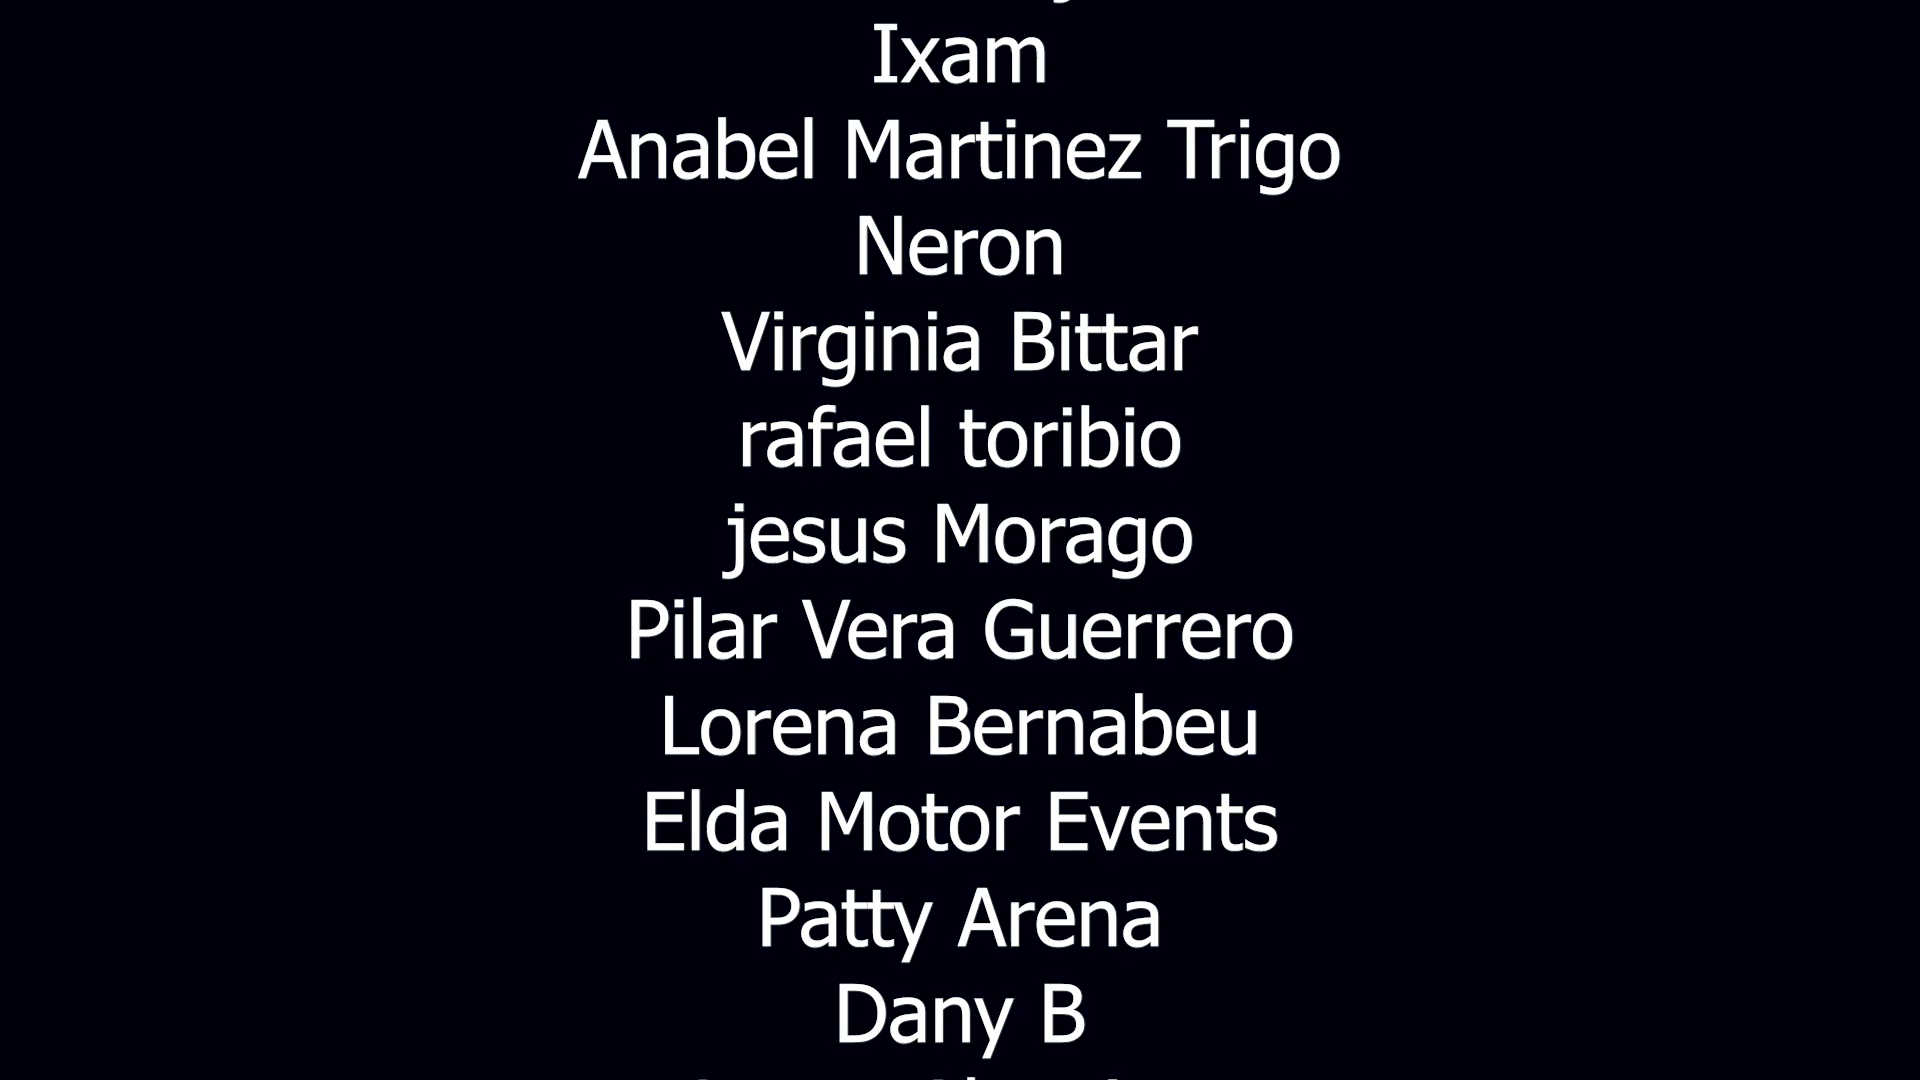 Ixam
Anabel Martinez Trigo
Neron
Virginia Bittar
rafael toribio
jesus Morago
Pilar Vera Guerrero
Lorena Bernabeu
Elda Motor Events
Patty Arena
Dany B